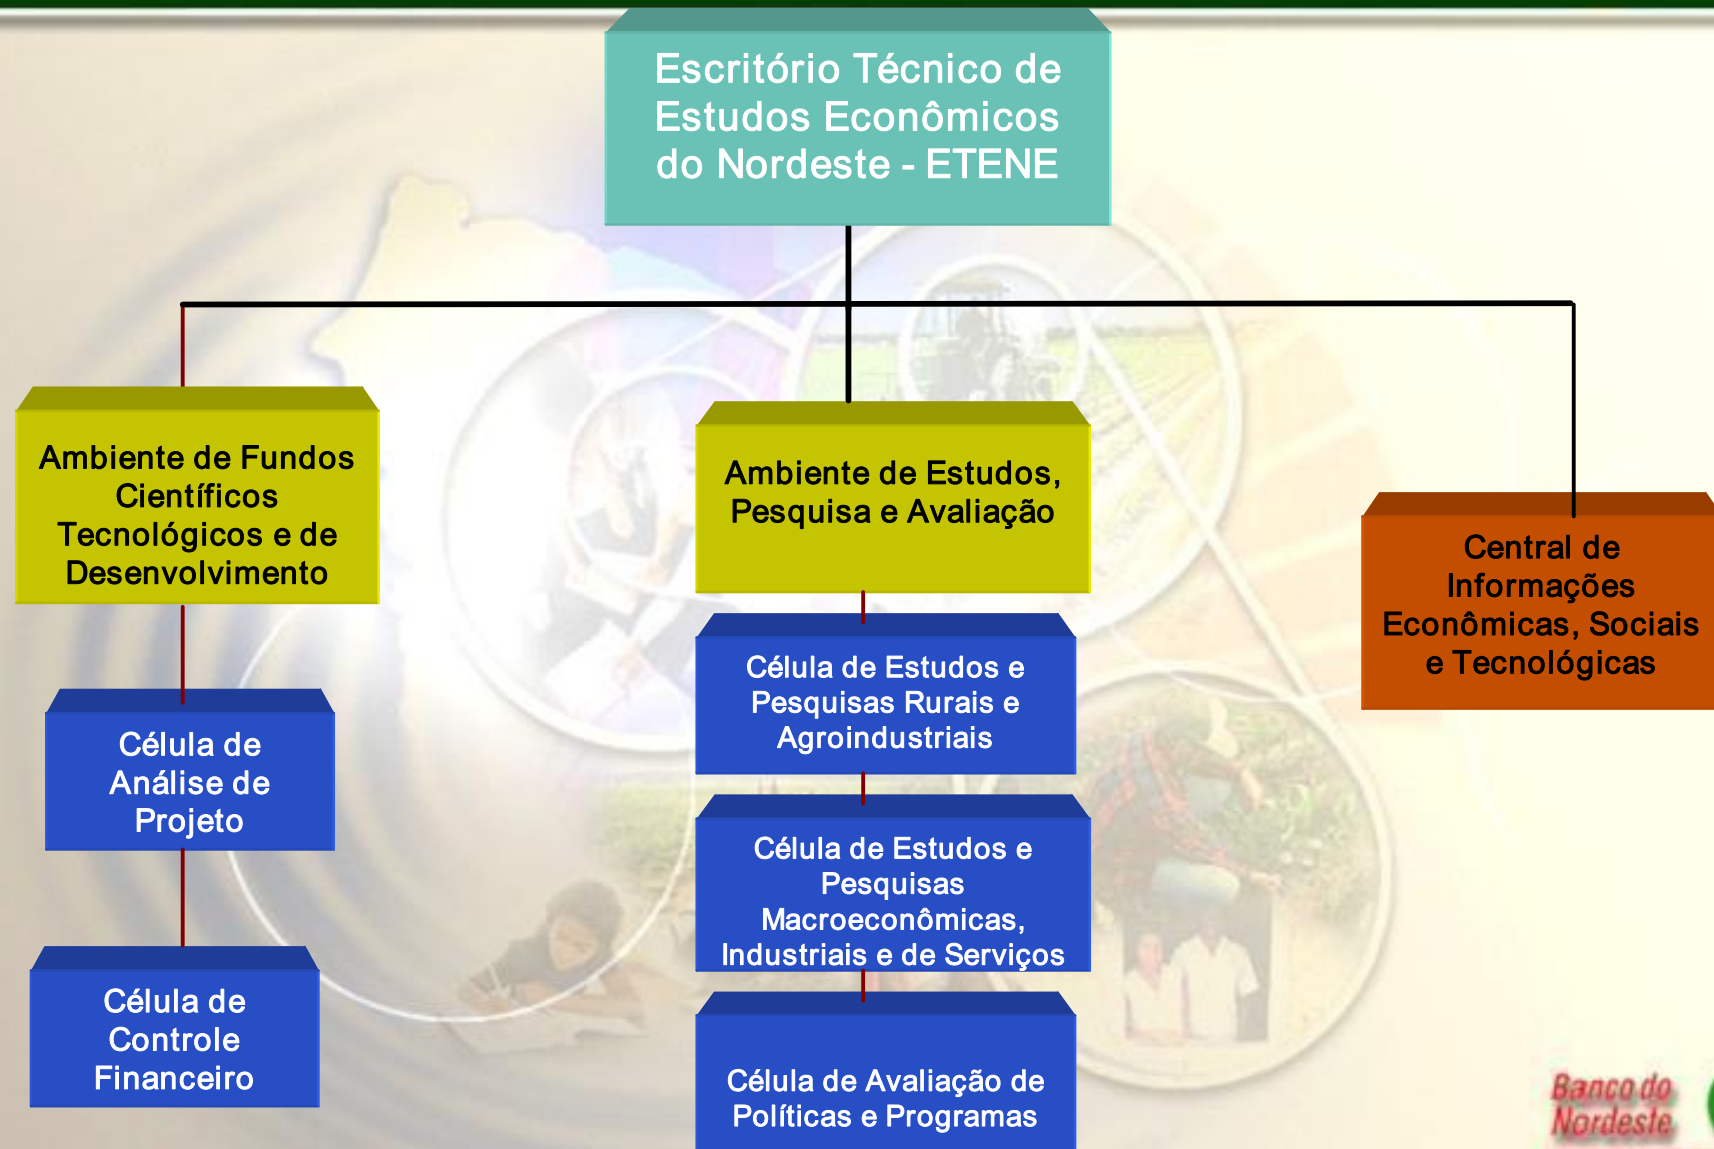 Escritório Técnico de
Estudos Econômicos
do Nordeste - ETENE
Ambiente de Fundos
Científicos
Tecnológicos e de
Desenvolvimento
Ambiente de Estudos,
Pesquisa e Avaliação
Central de
Informações
Econômicas, Sociais
e Tecnológicas
Célula de
Análise de
Projeto
Célula de Estudos e
Pesquisas Rurais e
Agroindustriais
Célula de Estudos e
Pesquisas
Macroeconômicas,
Industriais e de Serviços
Célula de
Controle
Financeiro
Célula de Avaliação de
Políticas e Programas
Banco do
Nordeste